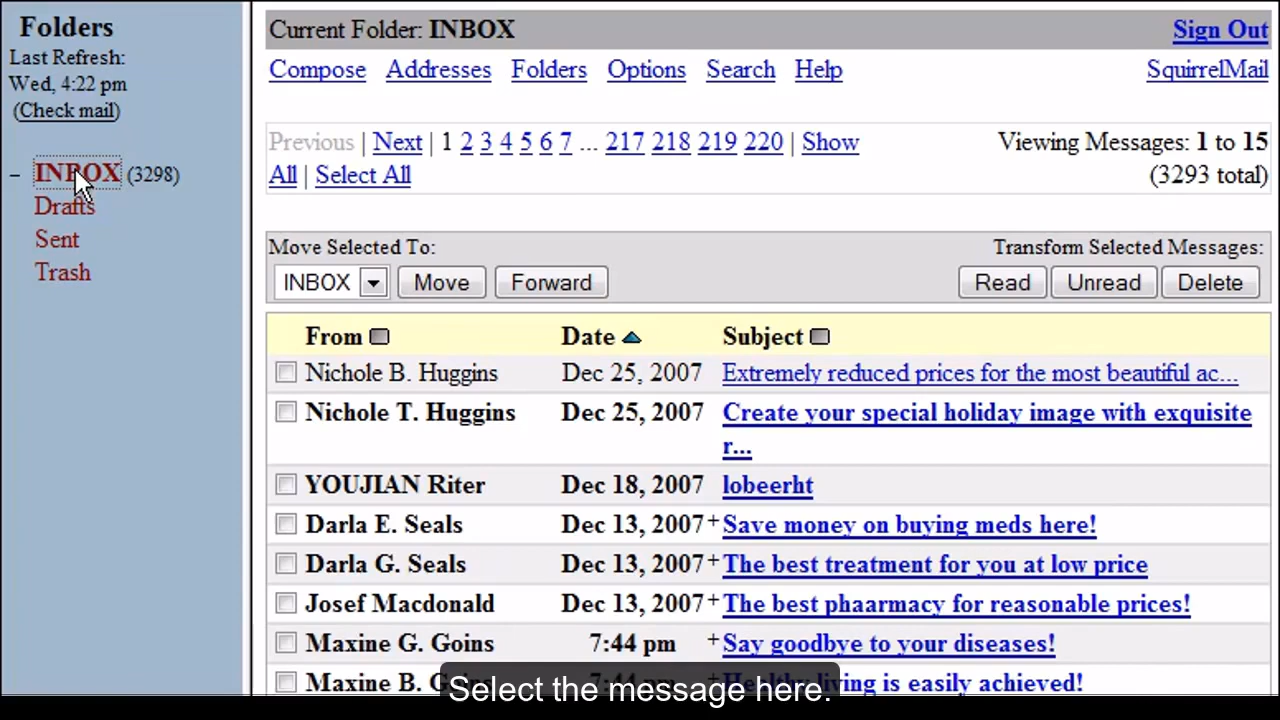 Folders
Last Refresh:
Wed, 4:22 pm
(Check mail)
– INBOX (3298)
Drafts
Sent
Trash
Current Folder: INBOX Sign Out
Compose Addresses Folders Options Search Help SquirrelMail
Previous | Next | 1 2 3 4 5 6 7 ... 217 218 219 220 | Show Viewing Messages: 1 to 15
All | Select All (3293 total)
Move Selected To: Transform Selected Messages:
INBOX Move Forward Read Unread Delete
From Date Subject
Nichole B. Huggins Dec 25, 2007 Extremely reduced prices for the most beautiful ac...
Nichole T. Huggins Dec 25, 2007 Create your special holiday image with exquisite
r...
YOUJIAN Riter Dec 18, 2007 lobeerht
Darla E. Seals Dec 13, 2007 + Save money on buying meds here!
Darla G. Seals Dec 13, 2007 + The best treatment for you at low price
Josef Macdonald Dec 13, 2007 + The best phaarmacy for reasonable prices!
Maxine G. Goins 7:44 pm + Say goodbye to your diseases!
Maxine B. living is easily achieved!
Select the message here.